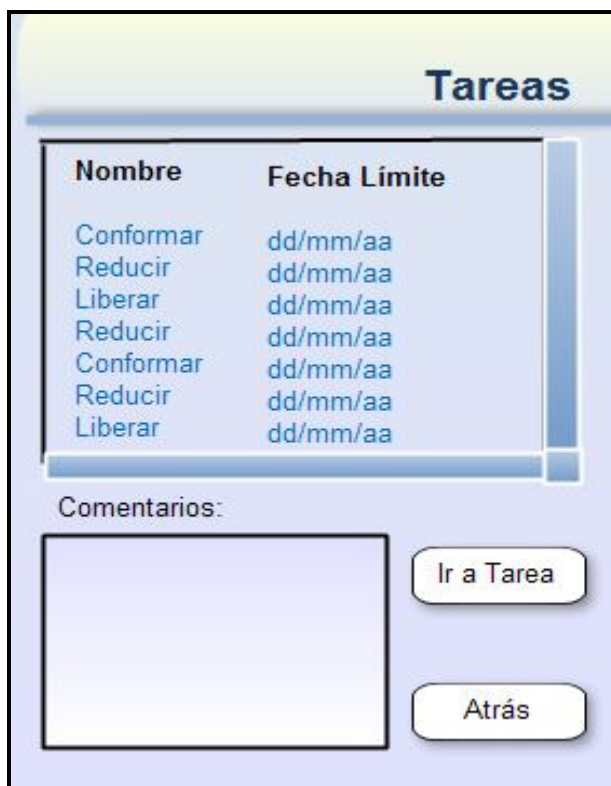 Tareas
Nombre Fecha Límite
Conformar dd/mm/aa
Reducir dd/mm/aa
Liberar dd/mm/aa
Reducir dd/mm/aa
Conformar dd/mm/aa
Reducir dd/mm/aa
Liberar dd/mm/aa
Comentarios:
Ir a Tarea
Atrás